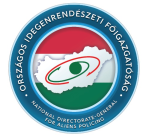 ORSZÁGOS IDEGENRENDÉSZETI FŐIGAZGATÓSÁG
NATIONAL DIRECTORATE-GENERAL
FOR ALIENS POLICING